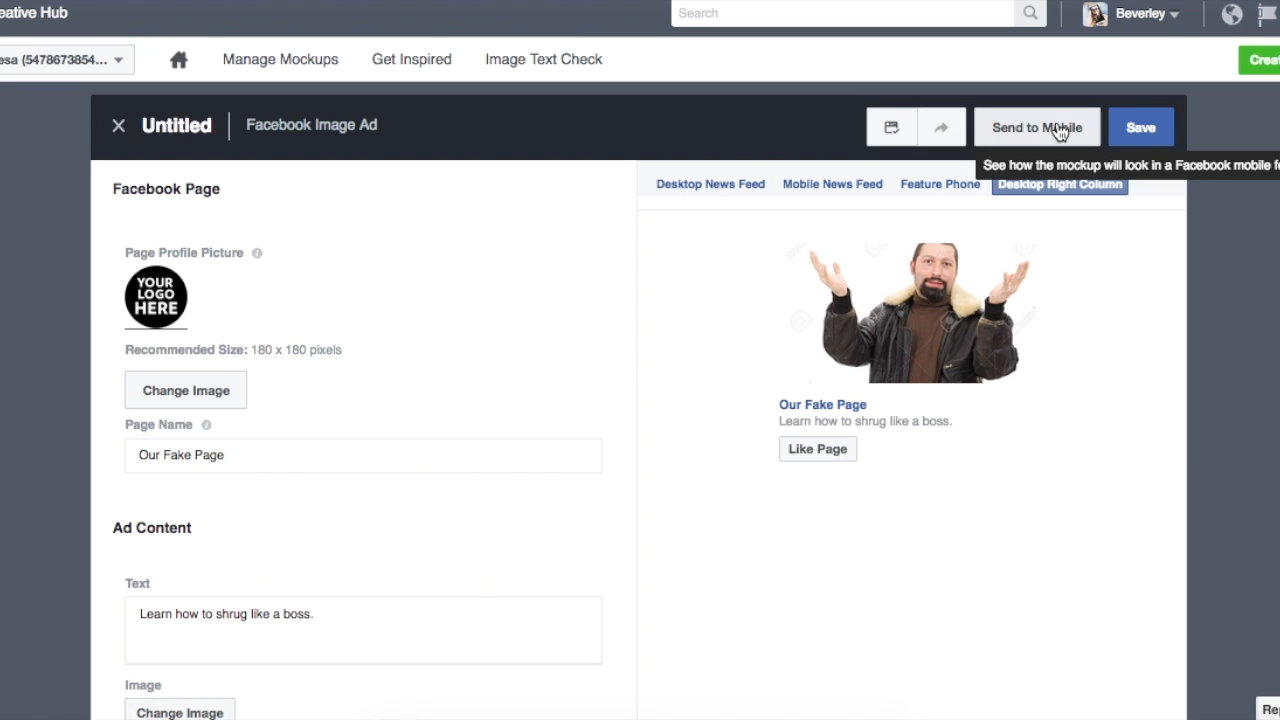 eative Hub
Search
Beverley
esa (5478673854...
Manage Mockups
Get Inspired
Image Text Check
Creat
Untitled
Facebook Image Ad
Send to Mobile
Save
See how the mockup will look in a Facebook mobile fe
Facebook Page
Desktop News Feed
Mobile News Feed
Feature Phone
Desktop Right Column
Page Profile Picture
YOUR
LOGO
HERE
Recommended Size: 180 x 180 pixels
Change Image
Page Name
Our Fake Page
Our Fake Page
Learn how to shrug like a boss.
Like Page
Ad Content
Text
Learn how to shrug like a boss.
Image
Change Image
Rep